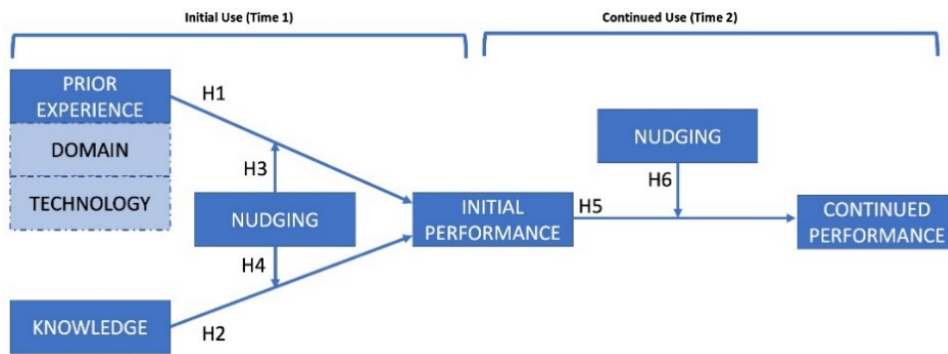 Initial Use (Time 1)
Continued Use (Time 2)
PRIOR
EXPERIENCE
DOMAIN
TECHNOLOGY
H1
H3
NUDGING
H4
KNOWLEDGE
H2
INITIAL
PERFORMANCE
NUDGING
H6
H5
CONTINUED
PERFORMANCE